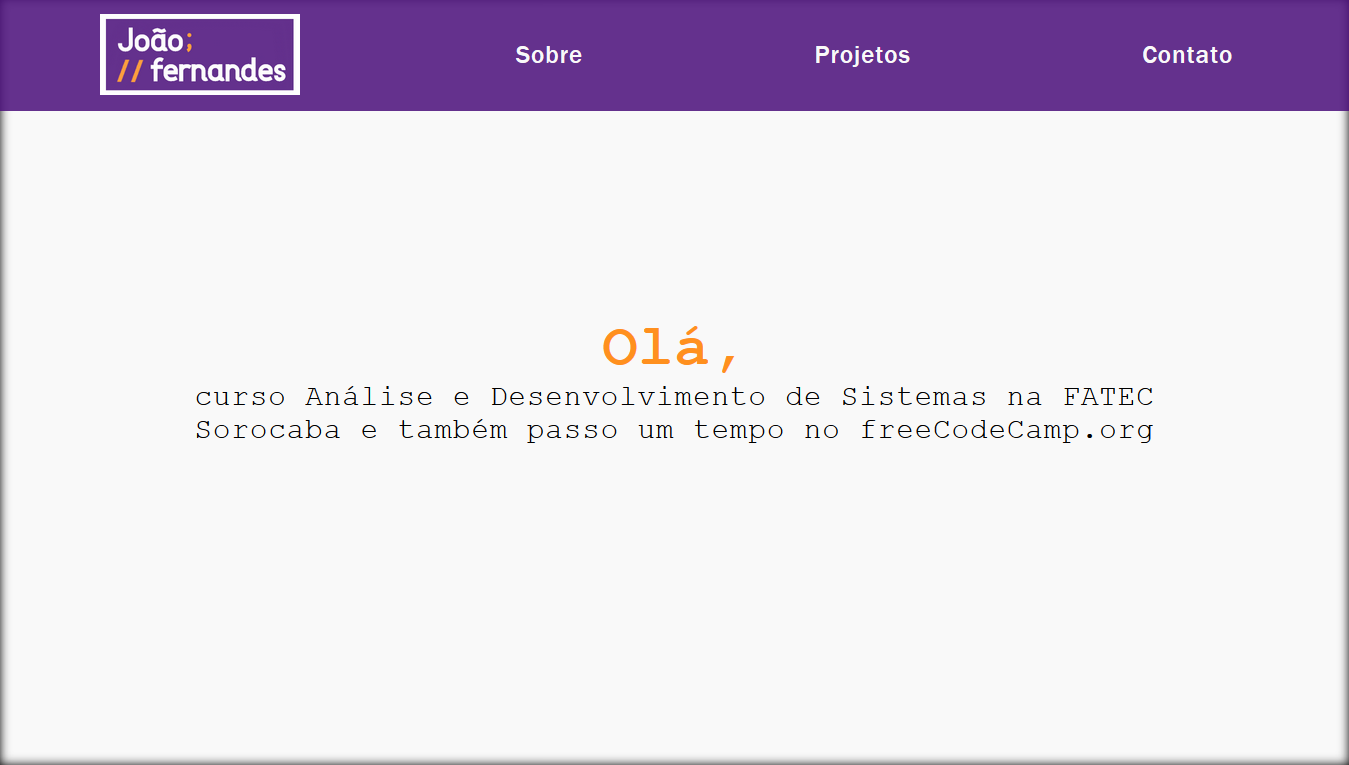 João;
// fernandes
Sobre
Projetos
Contato
Olá,
curso Análise e Desenvolvimento de Sistemas na FATEC
Sorocaba e também passo um tempo no freeCodeCamp.org